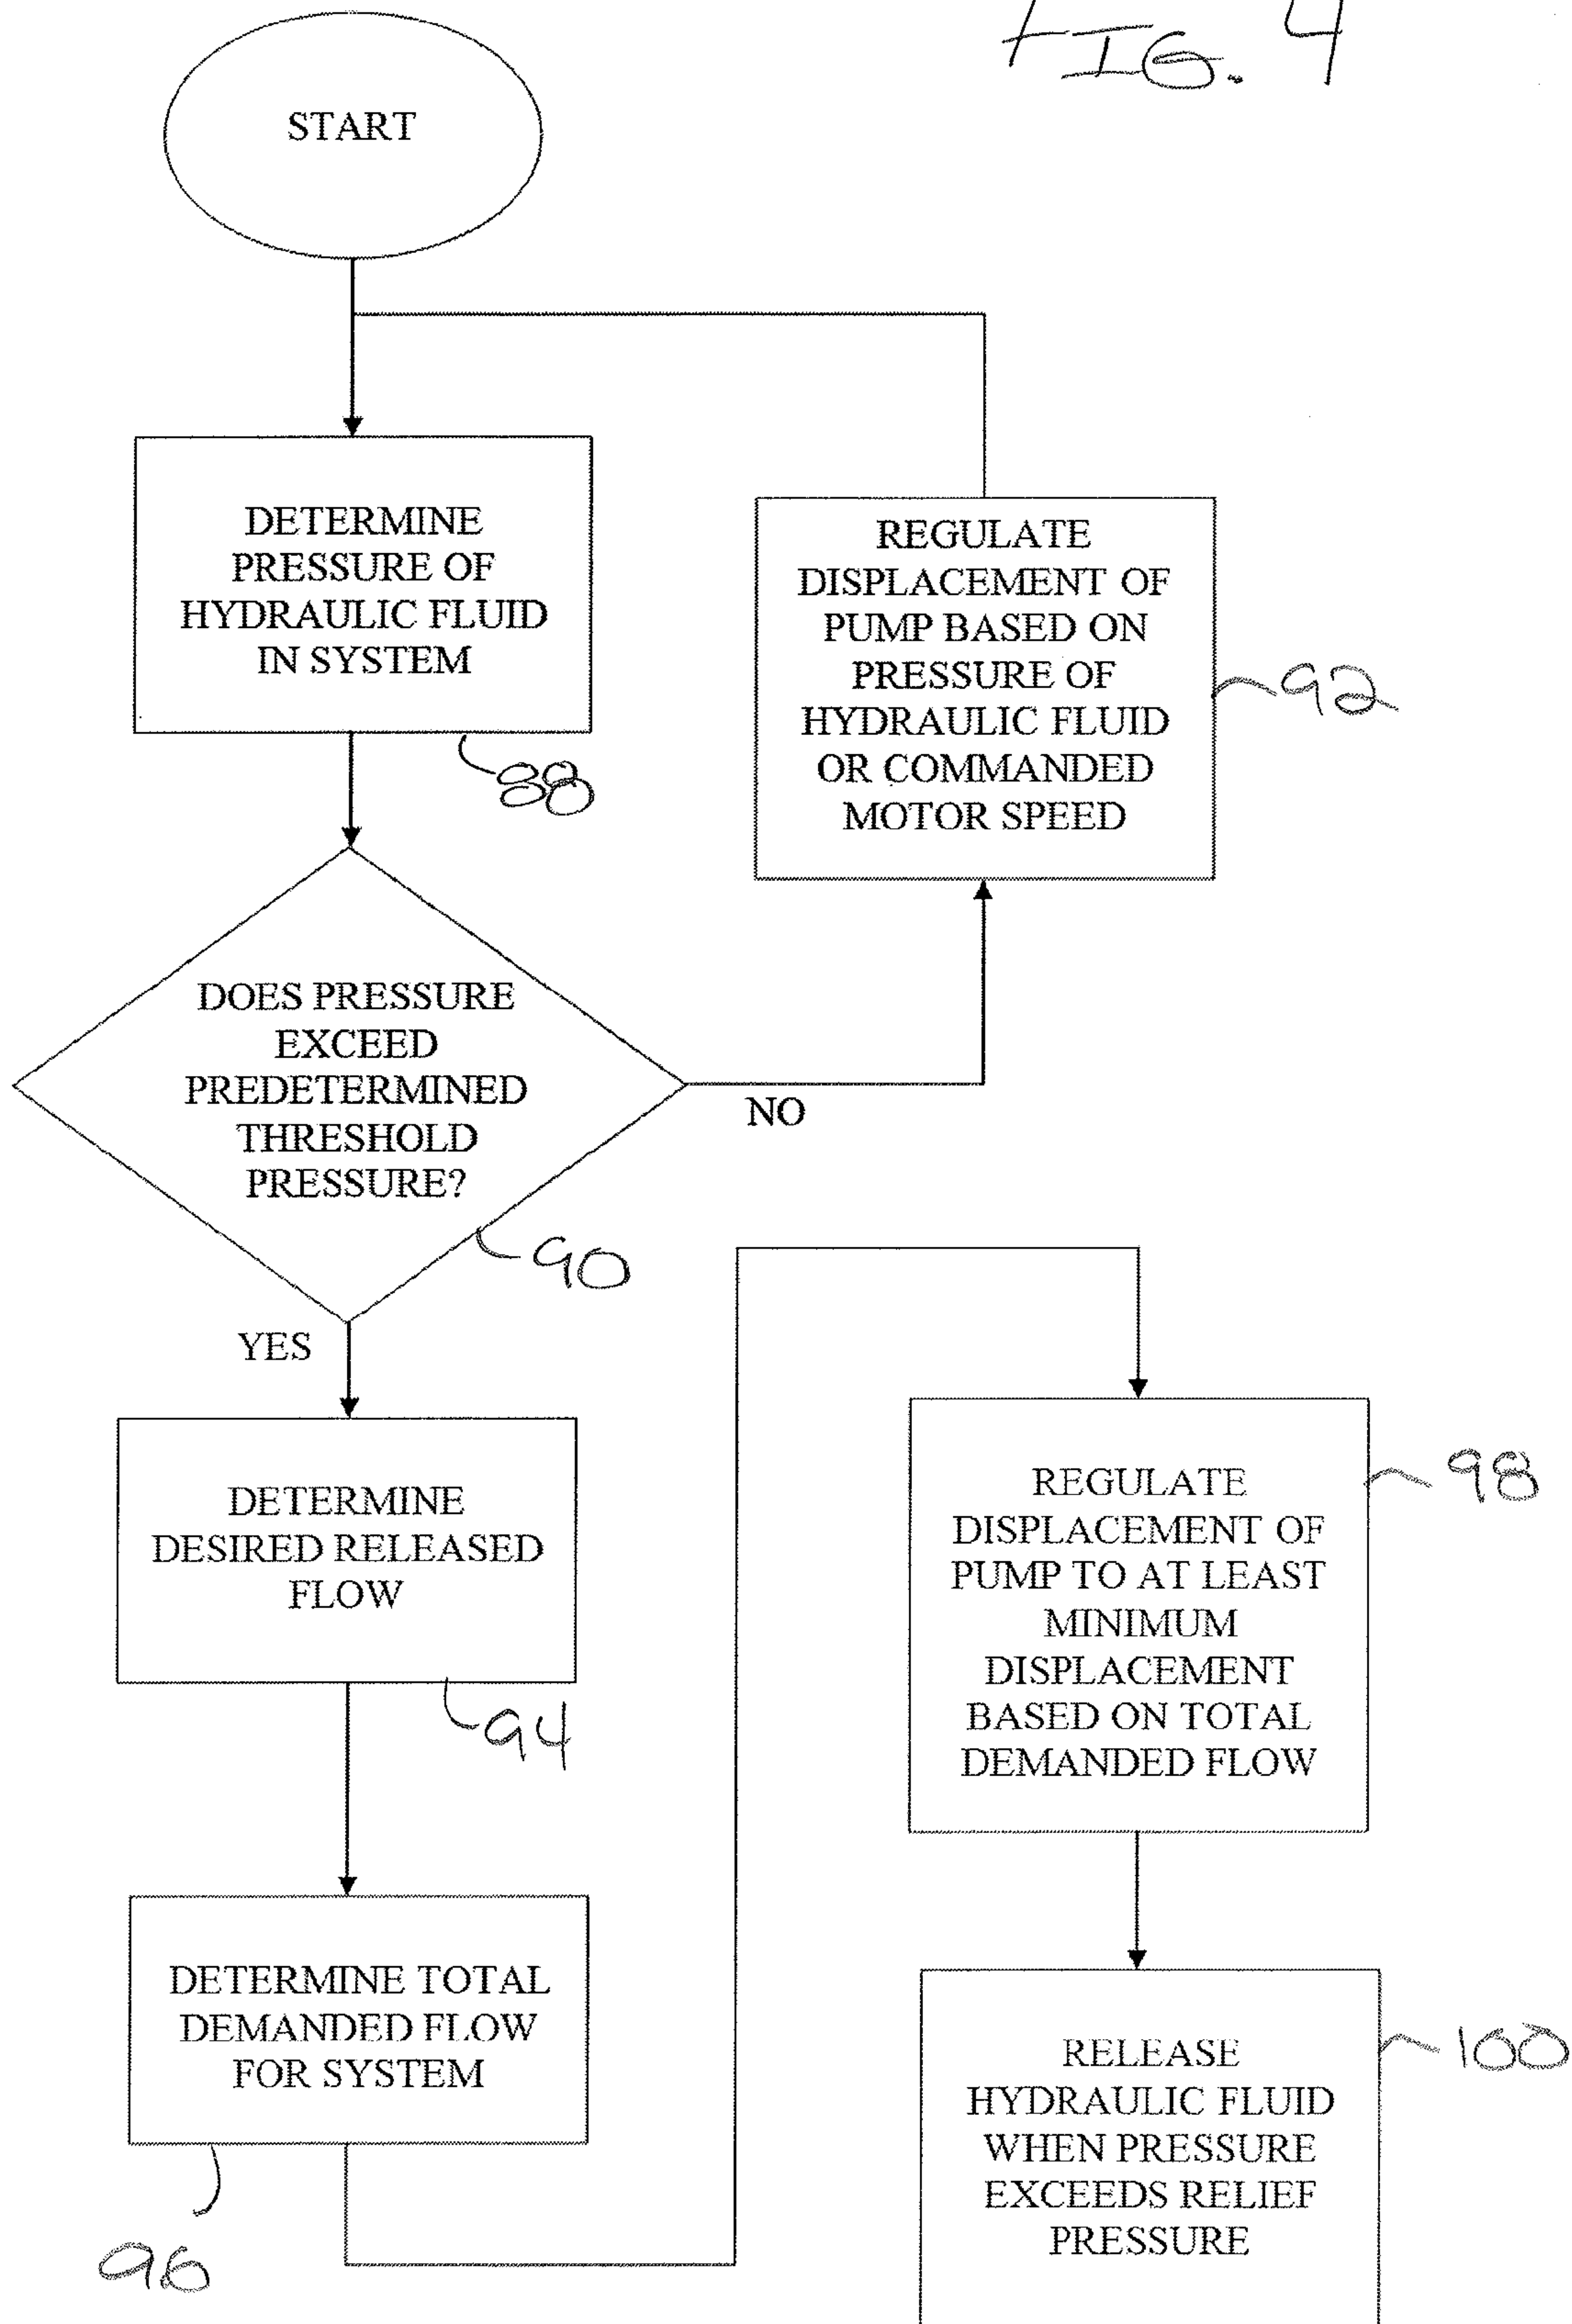 FIG. 4
START
DETERMINE
PRESSURE OF
HYDRAULIC FLUID
IN SYSTEM
88
REGULATE
DISPLACEMENT OF
PUMP BASED ON
PRESSURE OF
HYDRAULIC FLUID
OR COMMANDED
MOTOR SPEED
92
DOES PRESSURE
EXCEED
PREDETERMINED
THRESHOLD
PRESSURE?
90
NO
YES
DETERMINE
DESIRED RELEASED
FLOW
94
DETERMINE TOTAL
DEMANDED FLOW
FOR SYSTEM
96
REGULATE
DISPLACEMENT OF
PUMP TO AT LEAST
MINIMUM
DISPLACEMENT
BASED ON TOTAL
DEMANDED FLOW
98
RELEASE
HYDRAULIC FLUID
WHEN PRESSURE
EXCEEDS RELIEF
PRESSURE
100